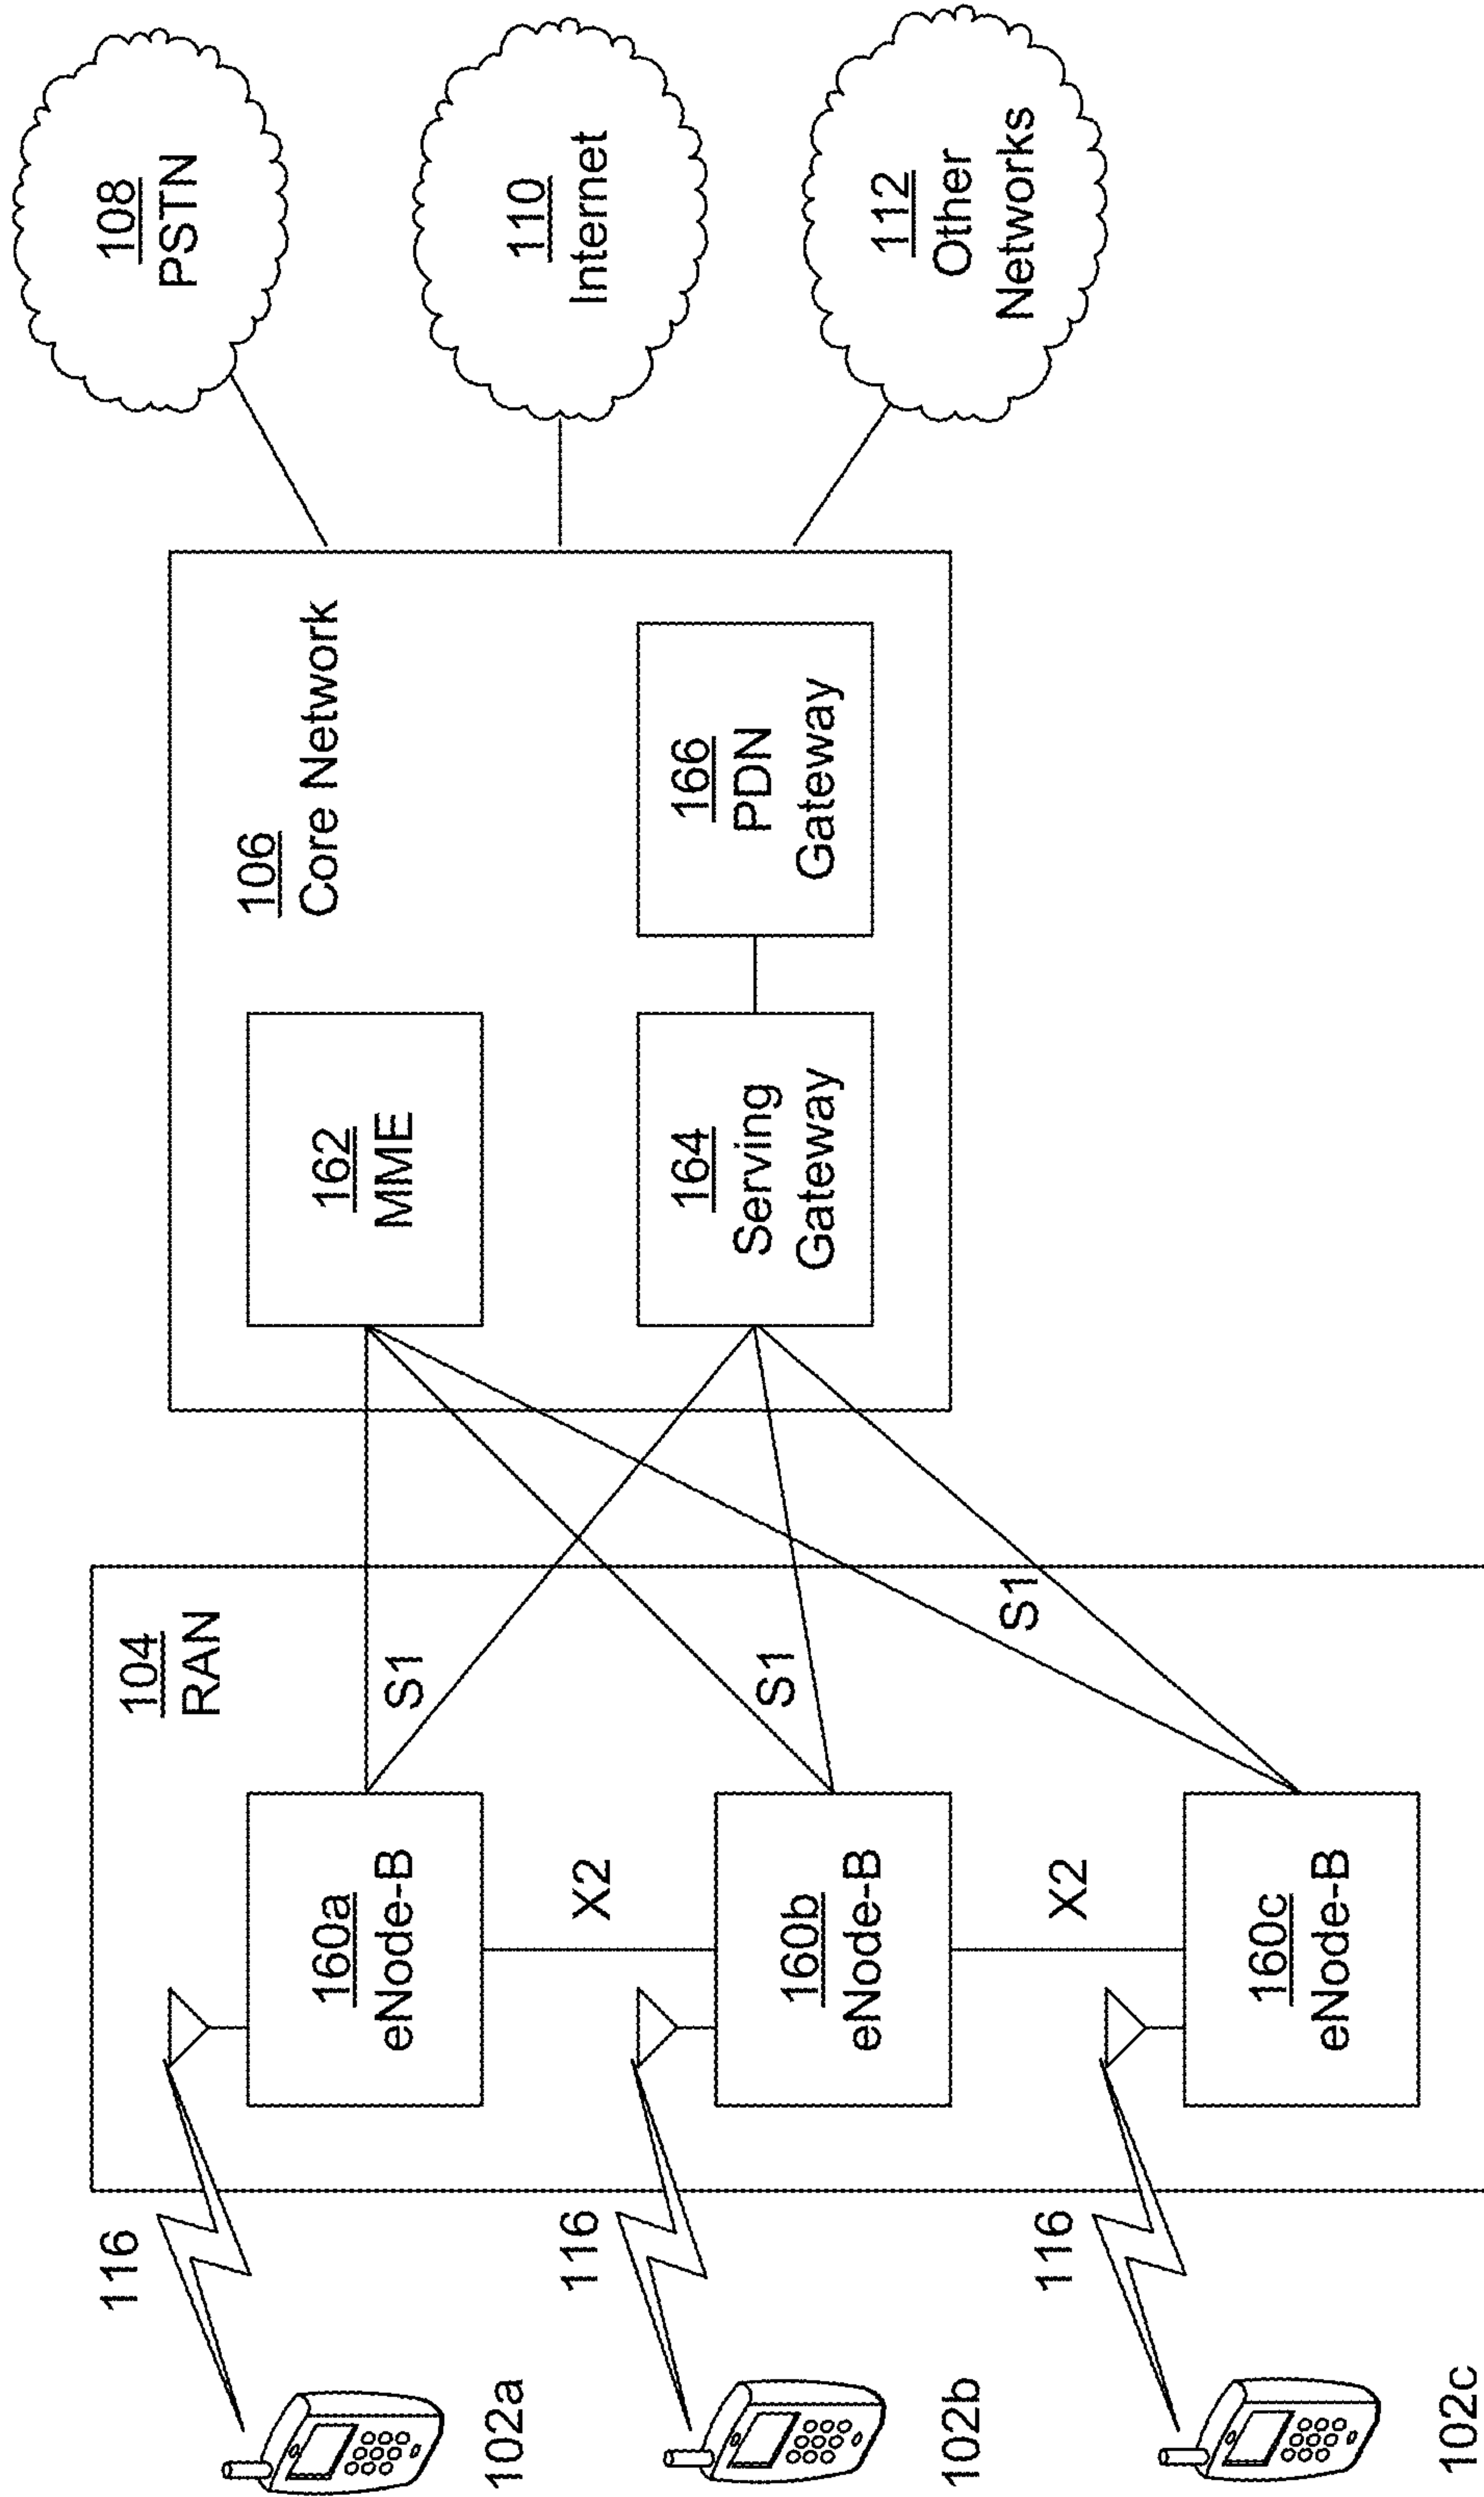 116
102a
116
102b
116
102c
104
RAN
160a
eNode-B
X2
160b
eNode-B
X2
160c
eNode-B
S1
S1
S1
106
Core Network
162
MME
164
Serving
Gateway
166
PDN
Gateway
108
PSTN
110
Internet
112
Other
Networks